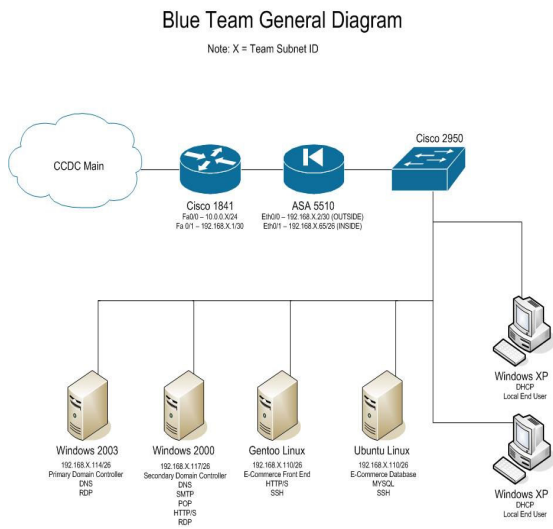 Blue Team General Diagram
Note: X = Team Subnet ID
CCDC Main
Cisco 1841
Fa0/0 – 10.0.0.X/24
Fa 0/1 – 192.168.X.1/30
ASA 5510
Eth0/0 – 192.168.X.2/30 (OUTSIDE)
Eth0/1 – 192.168.X.65/26 (INSIDE)
Cisco 2950
Windows XP
DHCP
Local End User
Windows 2003
192.168.X.114/26
Primary Domain Controller
DNS
RDP
Windows 2000
192.168.X.117/26
Secondary Domain Controller
DNS
SMTP
POP
HTTP/S
RDP
Gentoo Linux
192.168.X.110/26
E-Commerce Front End
HTTP/S
SSH
Ubuntu Linux
192.168.X.110/26
E-Commerce Database
MYSQL
SSH
Windows XP
DHCP
Local End User